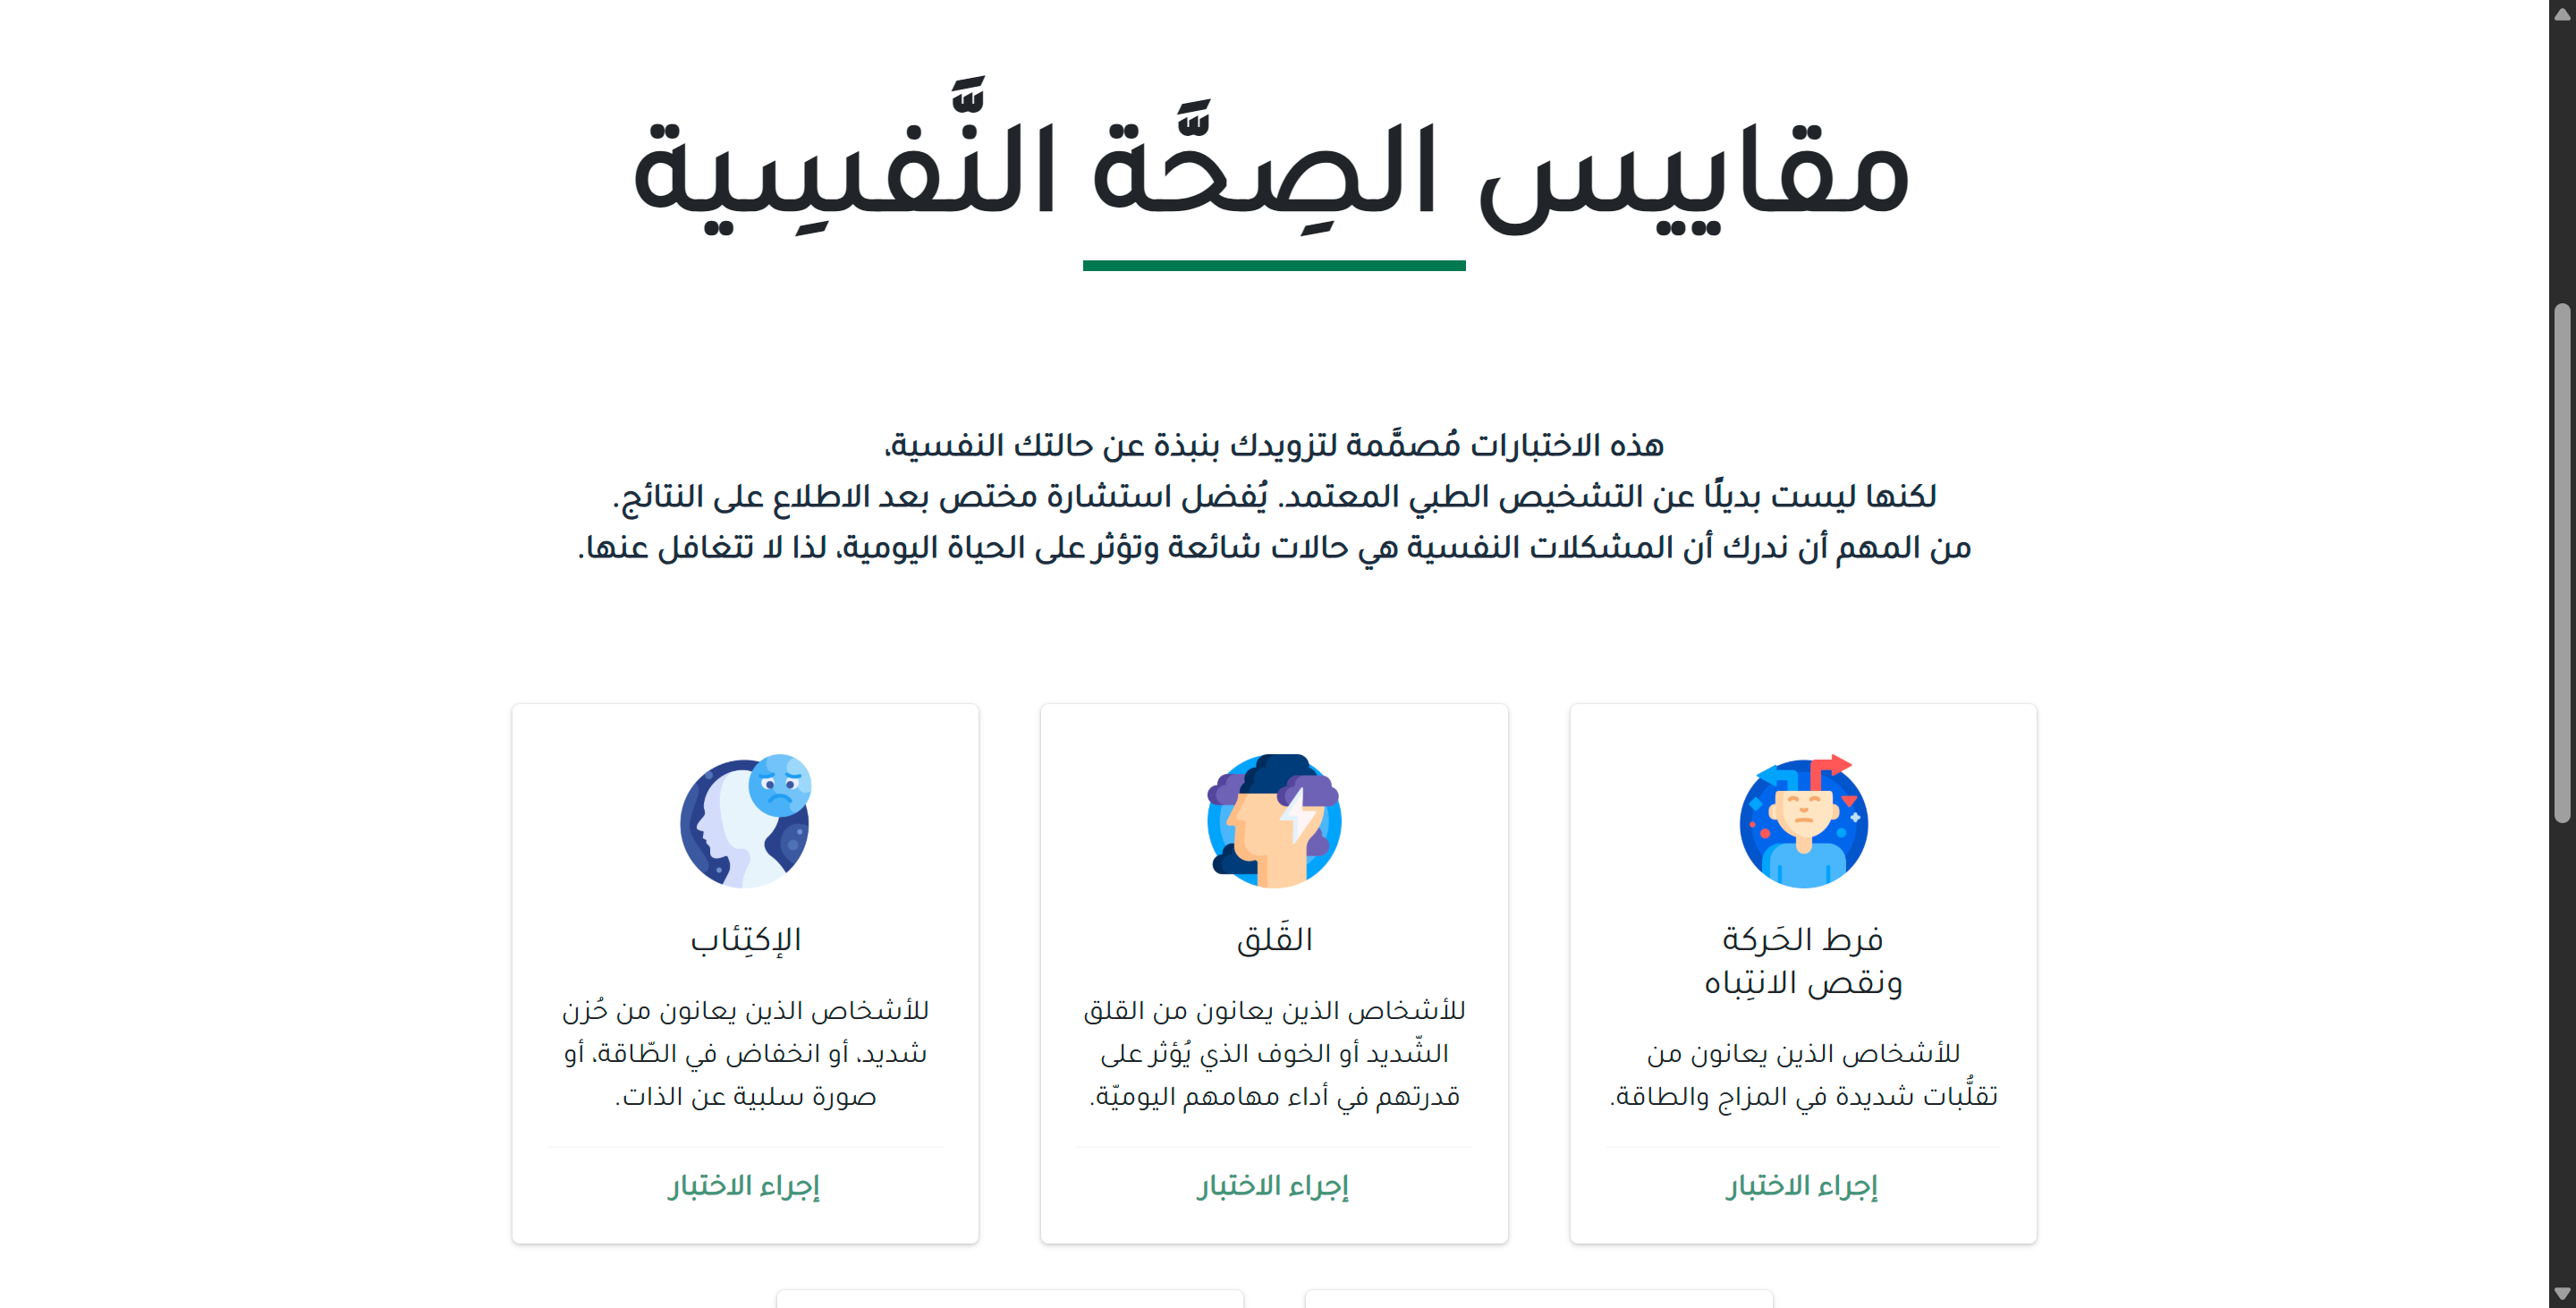 مقاييس الصِحَّة النَّفسِية
هذه الاختبارات مُصمَّمة لتزويدك بنبذة عن حالتك النفسية،
لكنها ليست بديلًا عن التشخيص الطبي المعتمد. يُفضل استشارة مختص بعد الاطلاع على النتائج.
من المهم أن ندرك أن المشكلات النفسية هي حالات شائعة وتؤثر على الحياة اليومية، لذا لا تتغافل عنها.
فرط الحَركة
ونقص الانتِباه
للأشخاص الذين يعانون من
تقلُّبات شديدة في المزاج والطاقة.
إجراء الاختبار
القَلق
للأشخاص الذين يعانون من القلق
الشّديد أو الخوف الذي يُؤثر على
قدرتهم في أداء مهامهم اليوميّة.
إجراء الاختبار
الإكتِئاب
للأشخاص الذين يعانون من حُزن
شديد، أو انخفاض في الطّاقة، أو
صورة سلبية عن الذات.
إجراء الاختبار